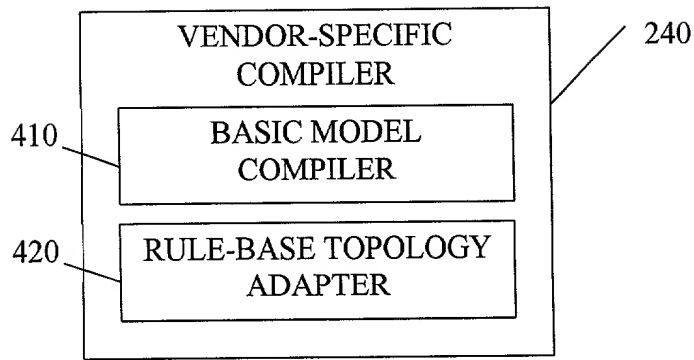 VENDOR-SPECIFIC
COMPILER
240
410
BASIC MODEL
COMPILER
420
RULE-BASE TOPOLOGY
ADAPTER